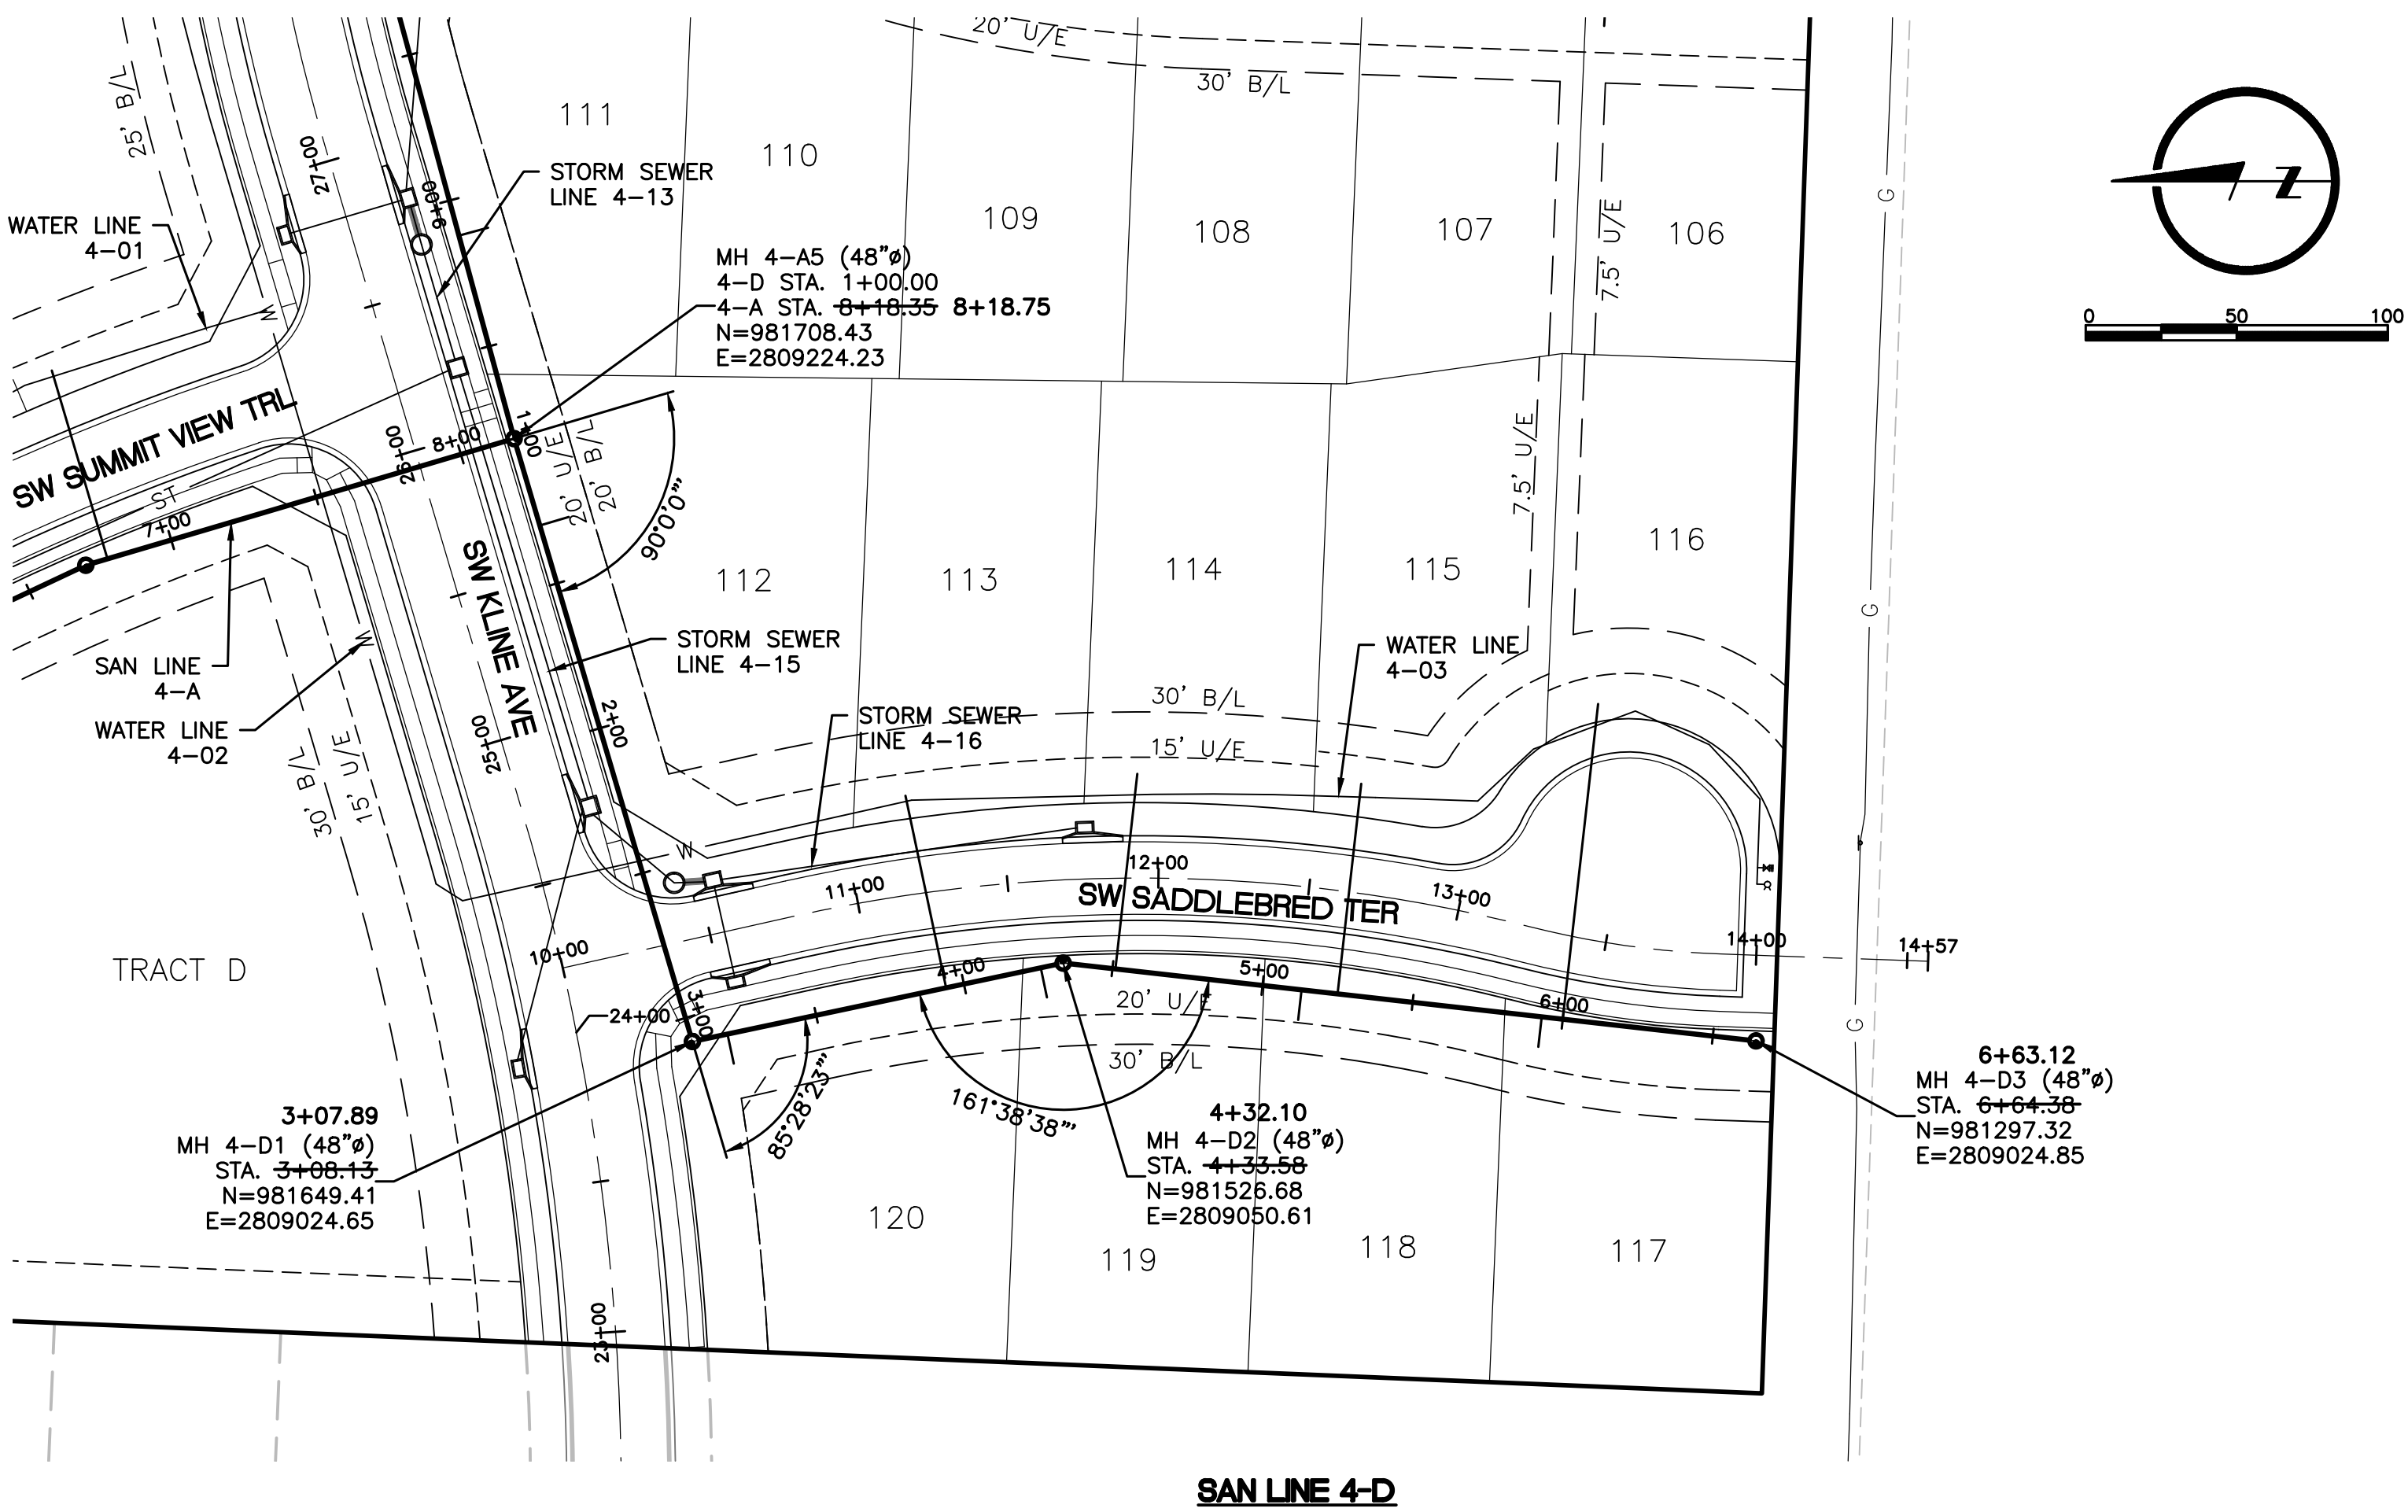 20' U/E
30' B/L
25' B/L
111
110
109
108
107
106
7.5' U/E
27+00
9+00
STORM SEWER
LINE 4-13
WATER LINE
4-01
W
MH 4-A5 (48"ø)
4-D STA. 1+00.00
4-A STA. 8+18.35 8+18.75
N=981708.43
E=2809224.23
G
Z
0 50 100
SW SUMMIT VIEW TRL
26+00
8+00
1+00
20' U/E
20' B/L
90°0'0"
ST
7+00
7.5' U/E
112
113
114
115
116
G
SW KLINE AVE
W
SAN LINE
4-A
WATER LINE
4-02
STORM SEWER
LINE 4-15
WATER LINE
4-03
30' B/L
15' U/E
25+00
2+00
STORM SEWER
LINE 4-16
30' B/L
15' U/E
W
11+00
12+00
13+00
14+00
14+57
SW SADDLEBRED TER
10+00
TRACT D
24+00
3+00
4+00
5+00
6+00
20' U/E
30' B/L
G
85°28'23"
161°38'38"
3+07.89
MH 4-D1 (48"ø)
STA. 3+08.13
N=981649.41
E=2809024.65
4+32.10
MH 4-D2 (48"ø)
STA. 4+33.58
N=981526.68
E=2809050.61
6+63.12
MH 4-D3 (48"ø)
STA. 6+64.38
N=981297.32
E=2809024.85
120
119
118
117
23+00
SAN LINE 4-D